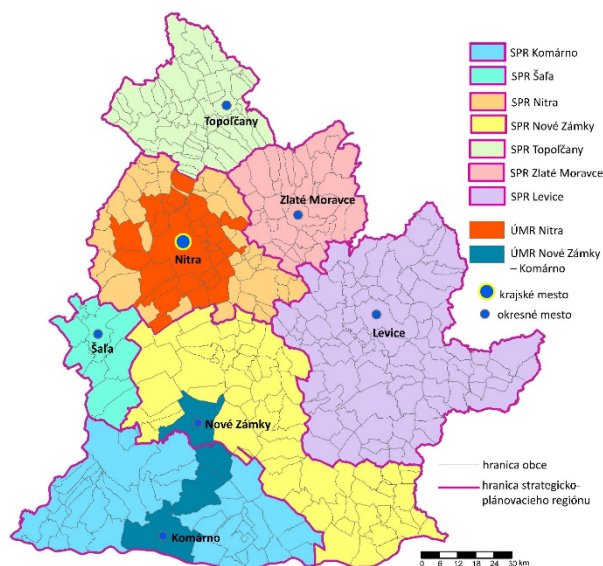 Topoľčany
Zlaté Moravce
Nitra
Šaľa
Levice
Nové Zámky
Komárno
SPR Komárno
SPR Šaľa
SPR Nitra
SPR Nové Zámky
SPR Topoľčany
SPR Zlaté Moravce
SPR Levice
ÚMR Nitra
ÚMR Nové Zámky
– Komárno
krajské mesto
okresné mesto
hranica obce
hranica strategicko-
plánovacieho regiónu
0 6 12 18 24 30 km